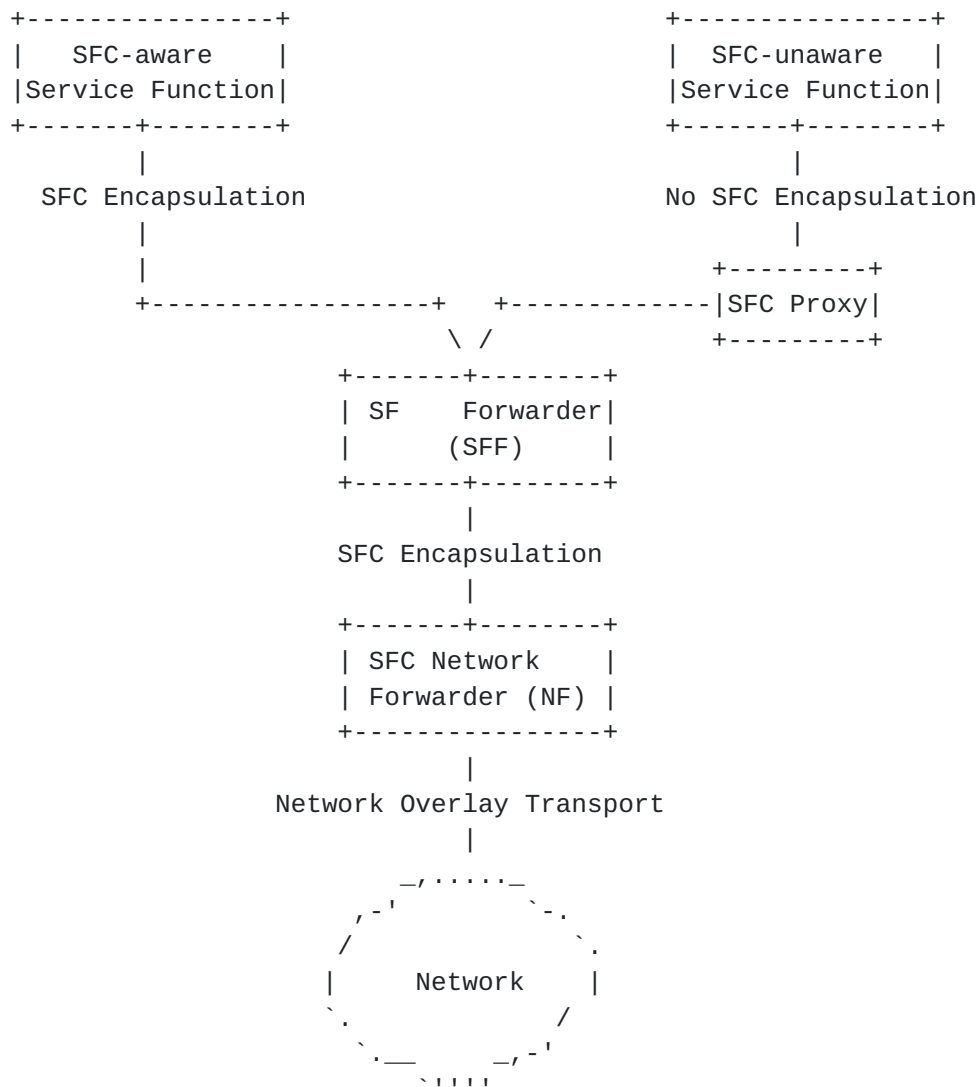 SFC-aware SFC-unaware
Service Function Service Function
SFC Encapsulation No SFC Encapsulation
SFC Proxy
SF Forwarder
(SFF)
SFC Encapsulation
SFC Network
Forwarder (NF)
Network Overlay Transport
Network